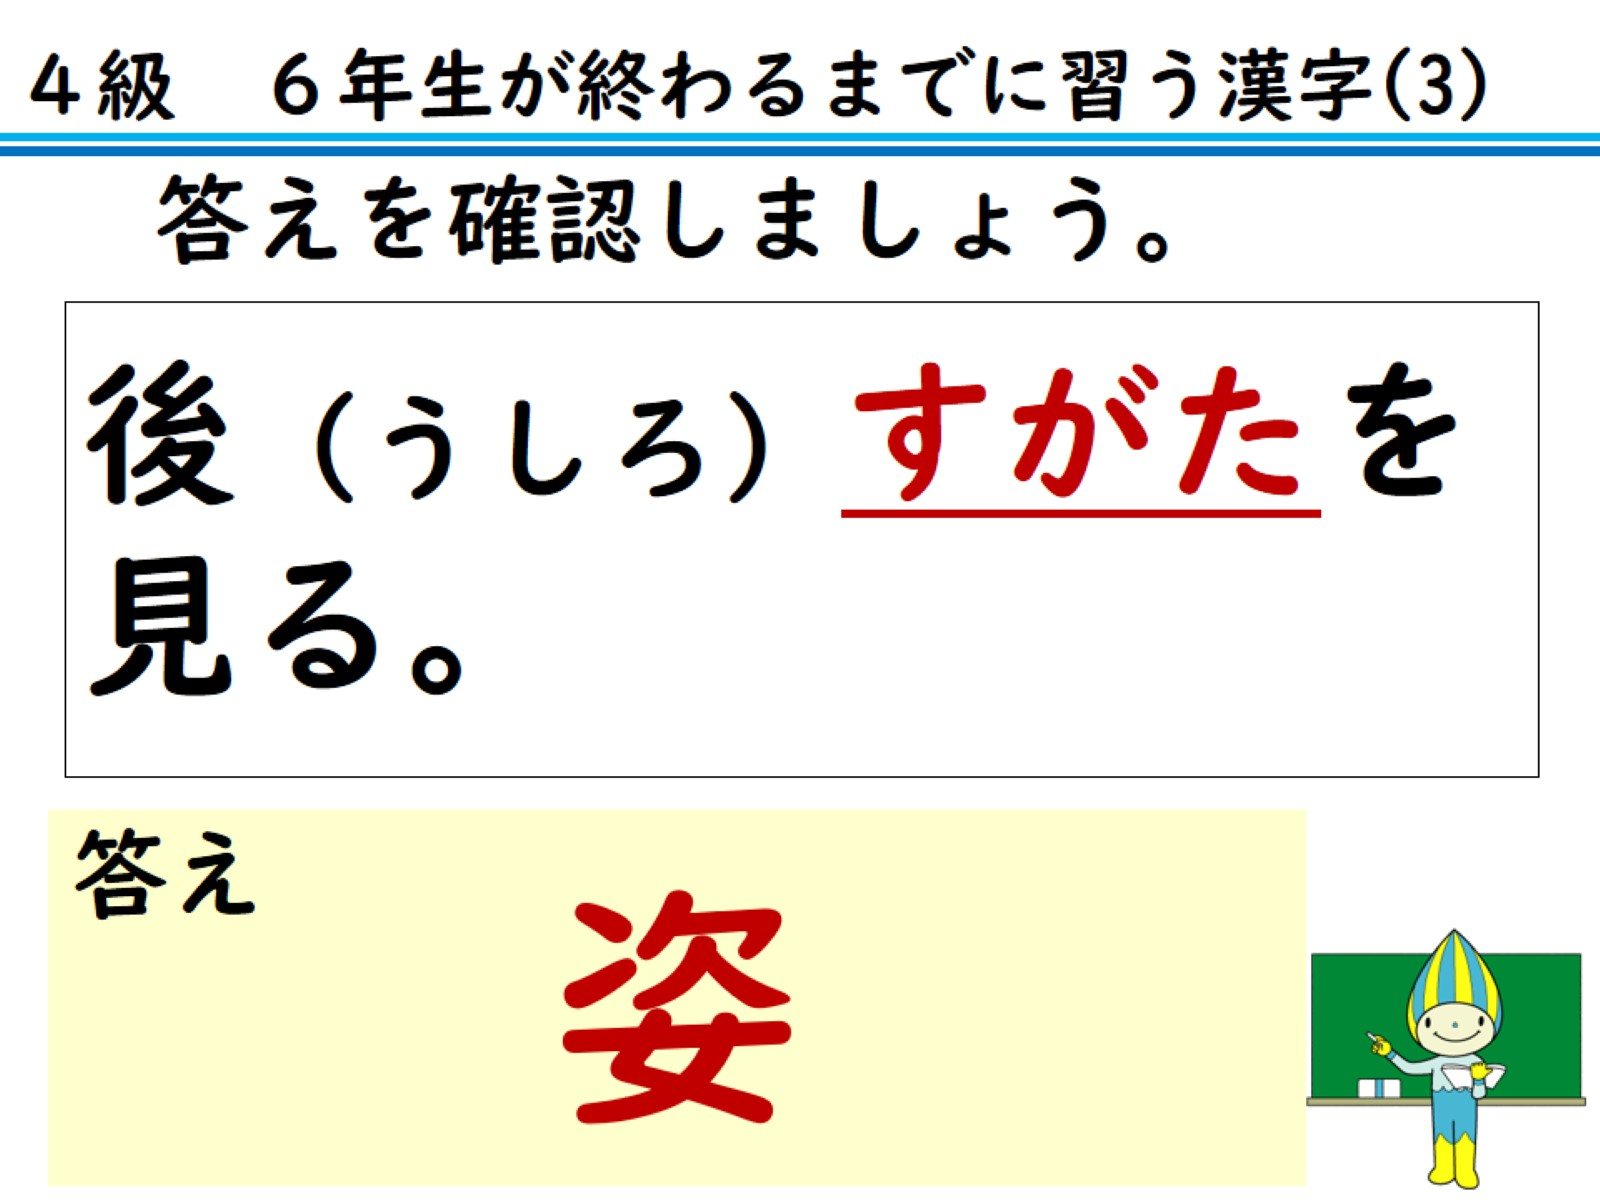 ４級　６年生が終わるまでに習う漢字(3)
答えを確認しましょう。
後（うしろ）すがたを
見る。
答え
姿